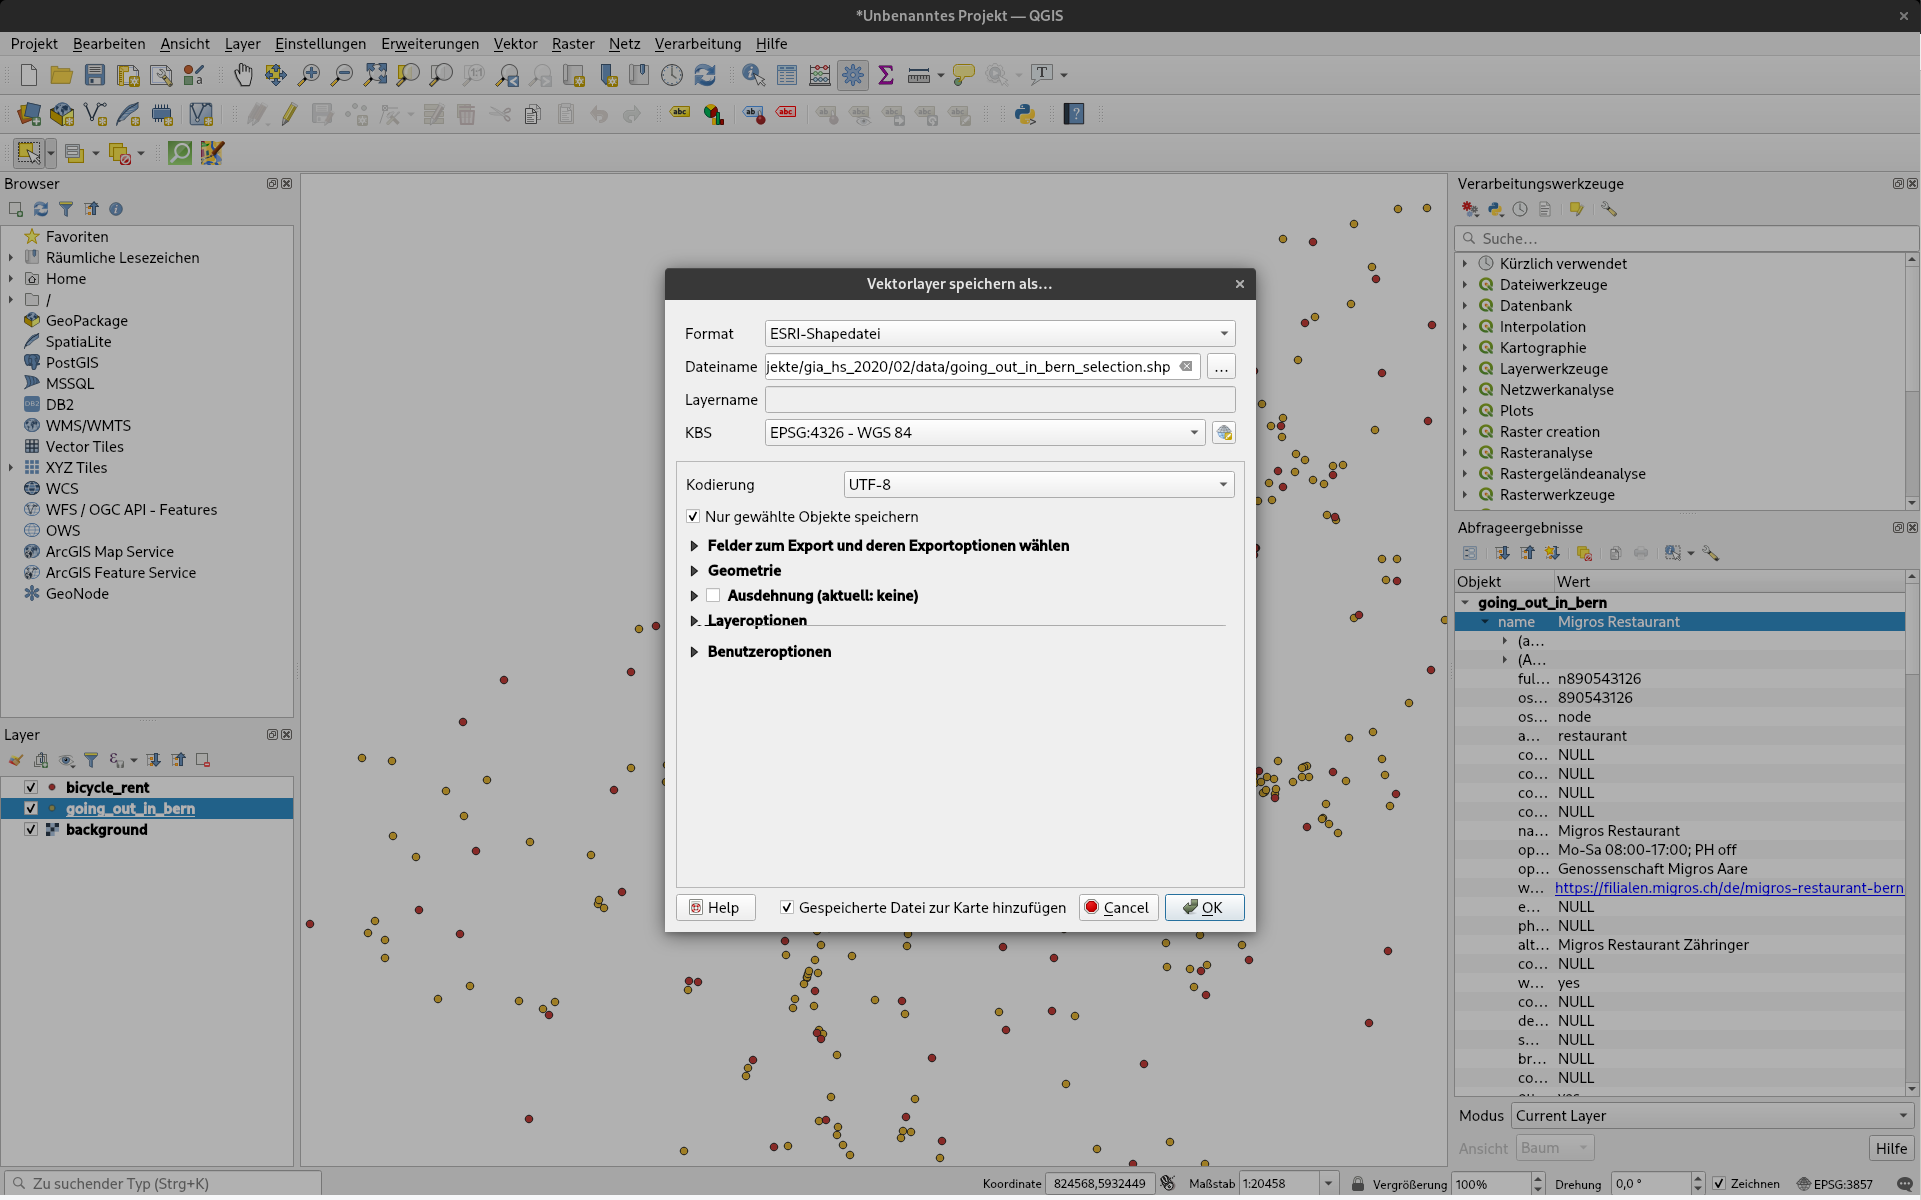 *Unbenanntes Projekt — QGIS
Projekt Bearbeiten Ansicht Layer Einstellungen Erweiterungen Vektor Raster Netz Verarbeitung Hilfe
Browser
Favoriten
Räumliche Lesezeichen
Home
/
GeoPackage
SpatiaLite
PostGIS
MSSQL
DB2
WMS/WMTS
Vector Tiles
XYZ Tiles
WCS
WFS / OGC API - Features
OWS
ArcGIS Map Service
ArcGIS Feature Service
GeoNode
Layer
bicycle_rent
going_out_in_bern
background
Vektorlayer speichern als...
Format ESRI-Shapedatei
Dateiname jekte/gia_hs_2020/02/data/going_out_in_bern_selection.shp ...
Layername
KBS EPSG:4326 - WGS 84
Kodierung UTF-8
Nur gewählte Objekte speichern
Felder zum Export und deren Exportoptionen wählen
Geometrie
Ausdehnung (aktuell: keine)
Layeroptionen
Benutzeroptionen
Help Gespeicherte Datei zur Karte hinzufügen Cancel OK
Verarbeitungswerkzeuge
Suche...
Kürzlich verwendet
Dateiwerkzeuge
Datenbank
Interpolation
Kartographie
Layerwerkzeuge
Netzwerkanalyse
Plots
Raster creation
Rasteranalyse
Rastergeländeanalyse
Rasterwerkzeuge
Abfrageergebnisse
Objekt Wert
going_out_in_bern
name Migros Restaurant
(a...
(A...
ful... n890543126
os... 890543126
os... node
a... restaurant
co... NULL
co... NULL
co... NULL
co... NULL
na... Migros Restaurant
op... Mo-Sa 08:00-17:00; PH off
op... Genossenschaft Migros Aare
w... https://filialen.migros.ch/de/migros-restaurant-bern
e... NULL
ph... NULL
alt... Migros Restaurant Zähringer
co... NULL
w... yes
co... NULL
de... NULL
s... NULL
br... NULL
co... NULL
Modus Current Layer
Ansicht Baum Hilfe
Zu suchender Typ (Strg+K) Koordinate 824568,5932449 Maßstab 1:20458 Vergrößerung 100% Drehung 0,0 ° Zeichnen EPSG:3857